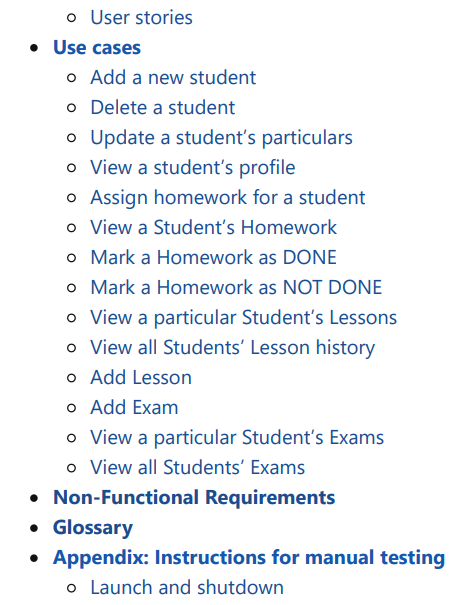 User stories
Use cases
Add a new student
Delete a student
Update a student’s particulars
View a student’s profile
Assign homework for a student
View a Student’s Homework
Mark a Homework as DONE
Mark a Homework as NOT DONE
View a particular Student’s Lessons
View all Students’ Lesson history
Add Lesson
Add Exam
View a particular Student’s Exams
View all Students’ Exams
Non-Functional Requirements
Glossary
Appendix: Instructions for manual testing
Launch and shutdown